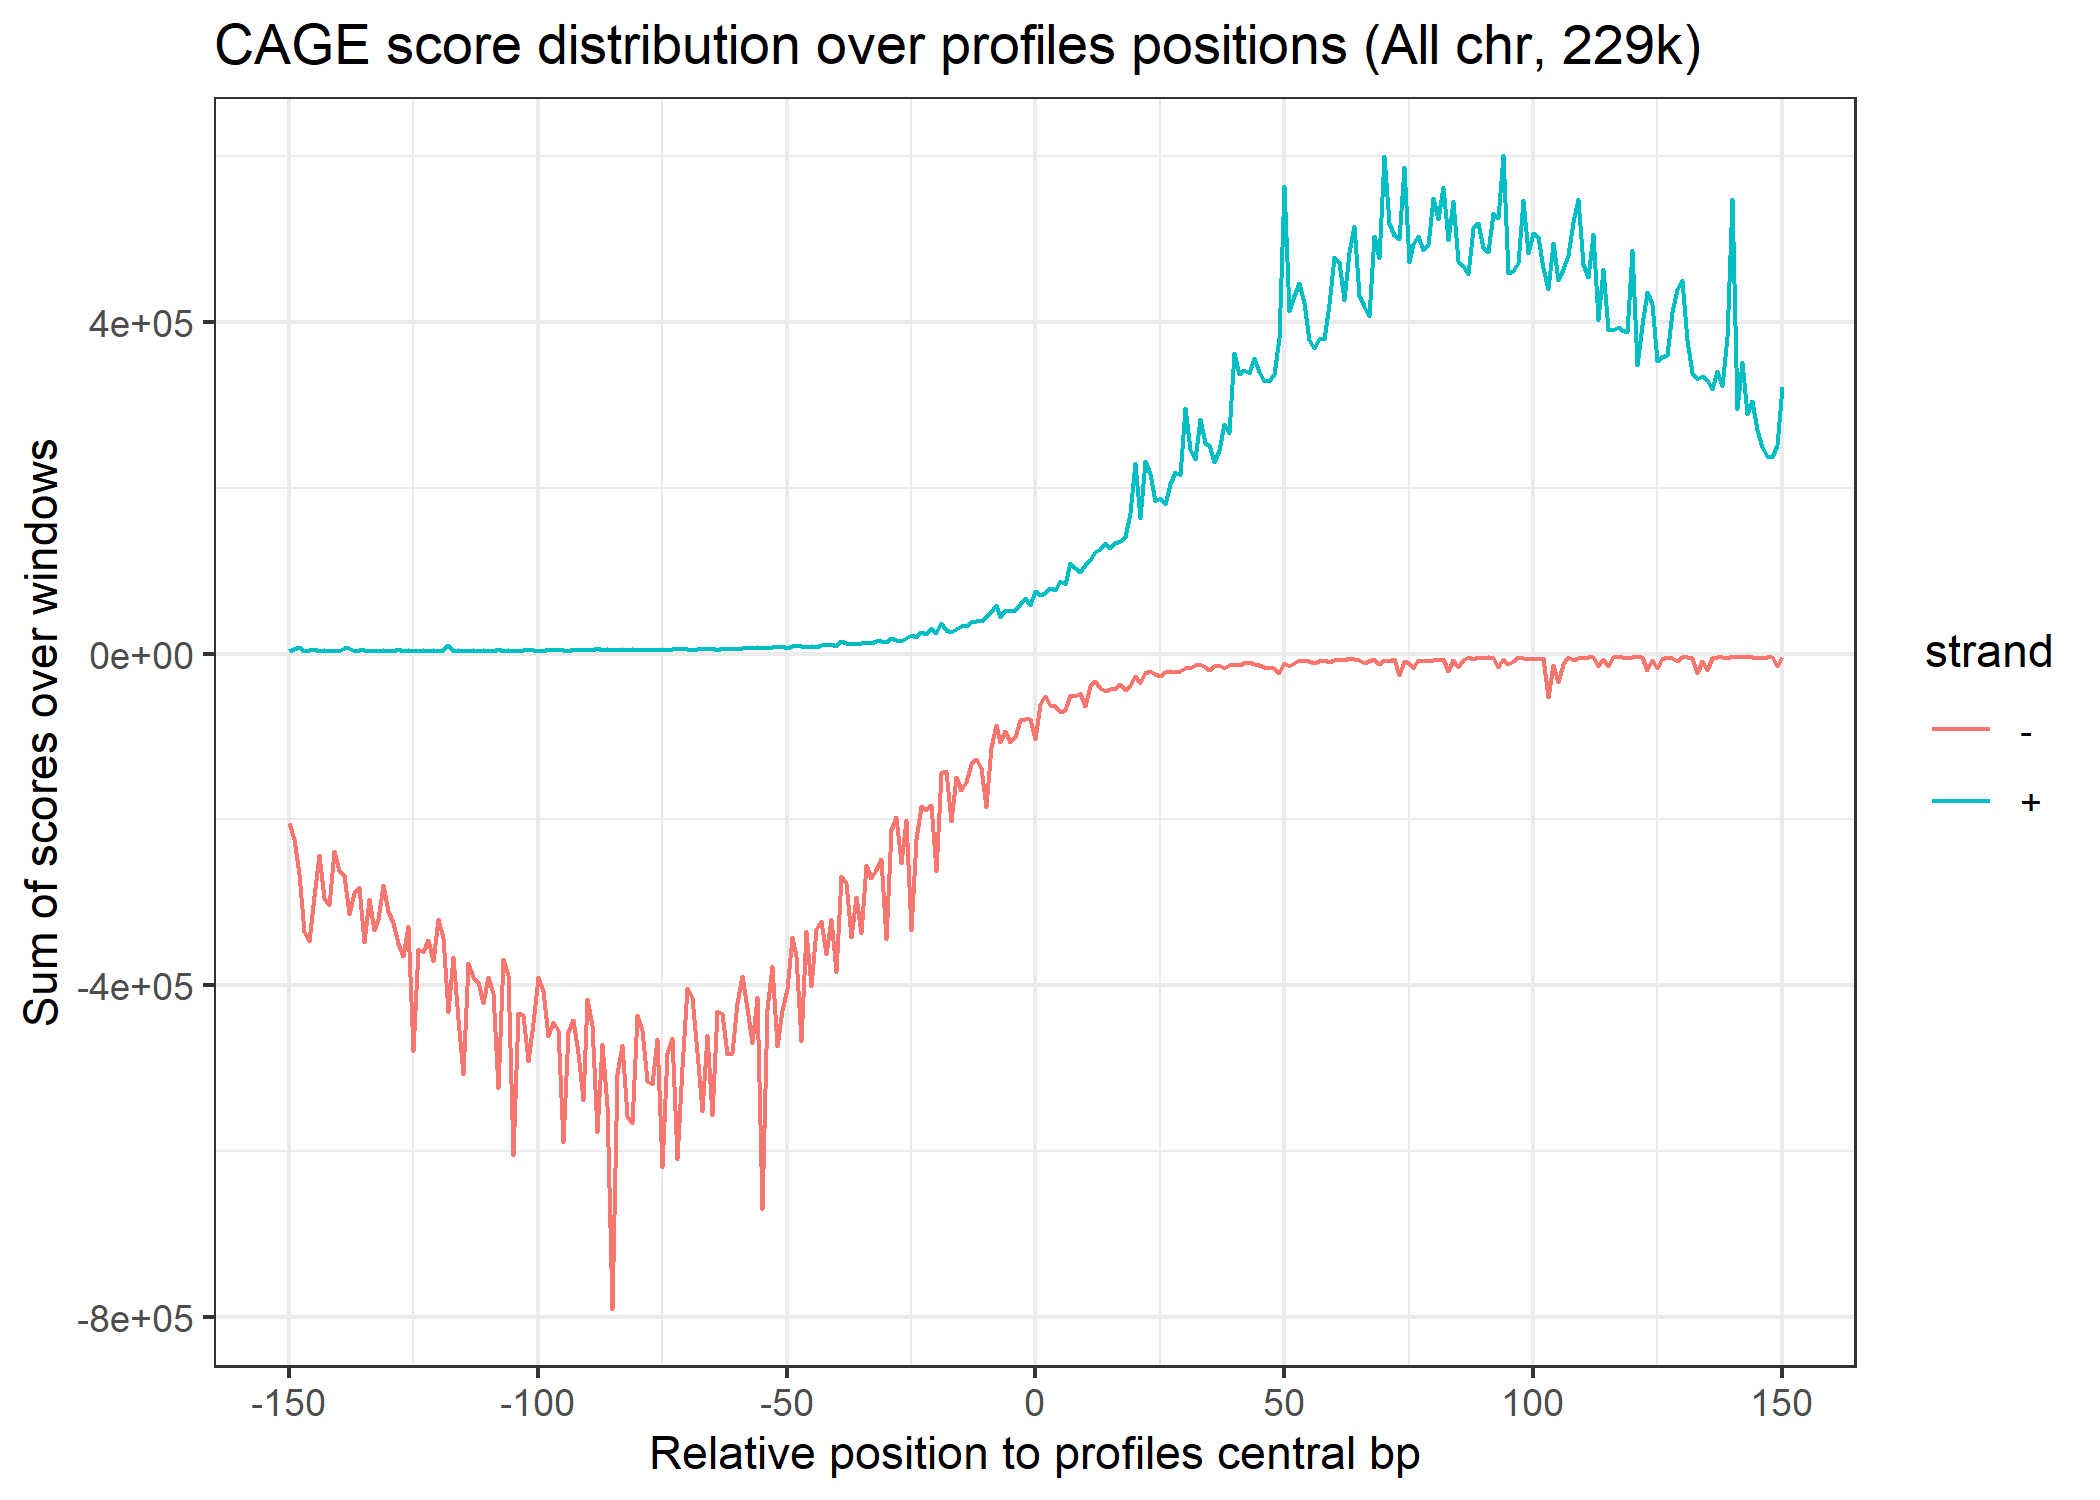 CAGE score distribution over profiles positions (All chr, 229k)
Sum of scores over windows
4e+05
0e+00
-4e+05
-8e+05
-150
-100
-50
0
50
100
150
Relative position to profiles central bp
strand
-
+